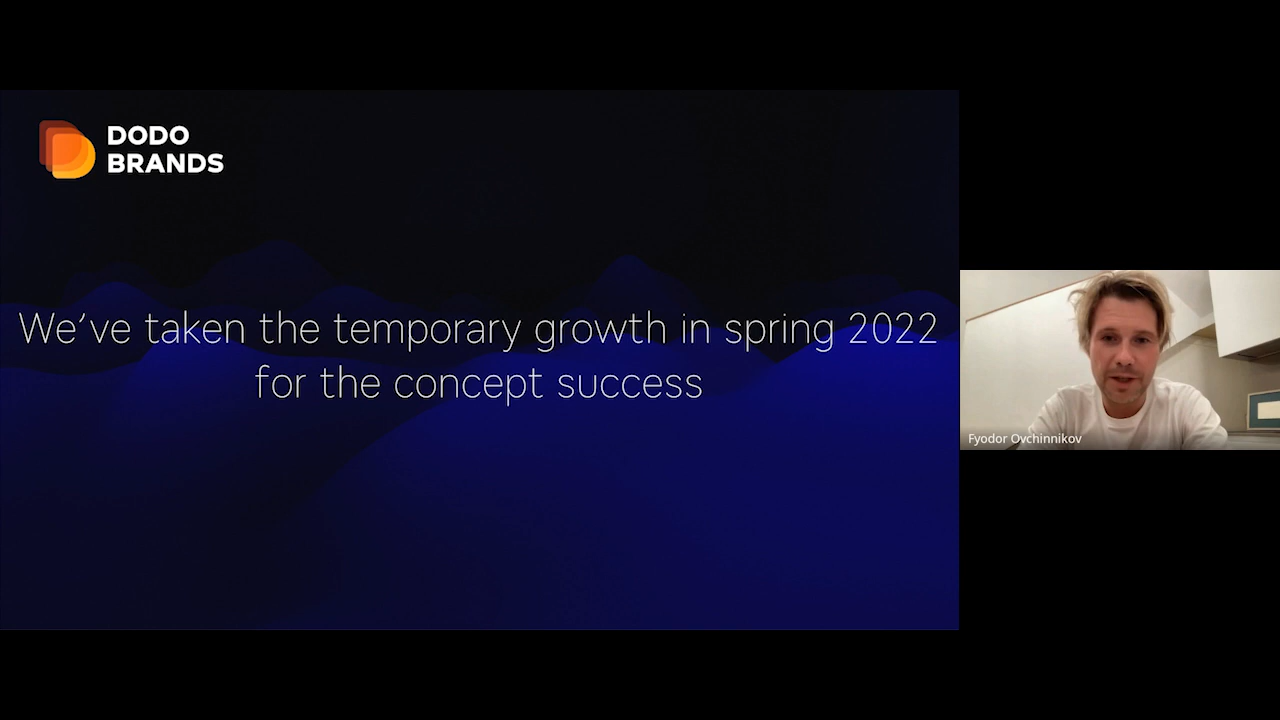 DODO
BRANDS
We've taken the temporary growth in spring 2022
for the concept success
Fyodor Ovchinnikov